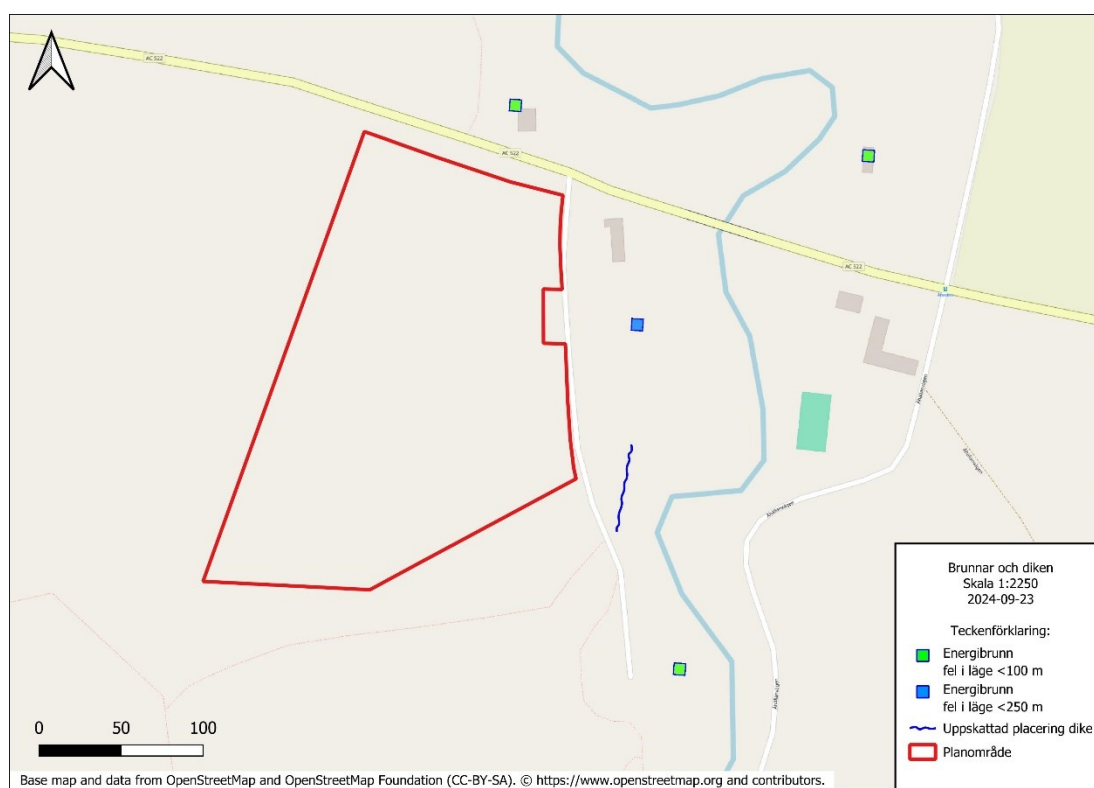 AC 522
AC 522
AC 522
Åhällanvägen
Åhällanvägen
Brunnar och diken
Skala 1:2250
2024-09-23
Teckenförklaring:
Energibrunn
fel i läge <100 m
Energibrunn
fel i läge <250 m
Uppskattad placering dike
Planområde
0 50 100
Base map and data from OpenStreetMap and OpenStreetMap Foundation (CC-BY-SA). © https://www.openstreetmap.org and contributors.